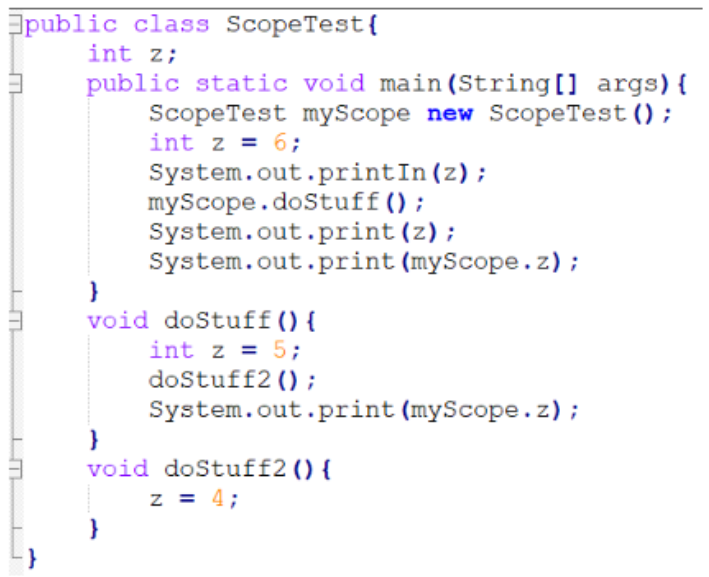 public class ScopeTest{
int z;
public static void main(String[] args){
ScopeTest myScope new ScopeTest();
int z = 6;
System.out.printIn(z);
myScope.doStuff();
System.out.print(z);
System.out.print(myScope.z);
}
void doStuff(){
int z = 5;
doStuff2();
System.out.print(myScope.z);
}
void doStuff2(){
z = 4;
}
}